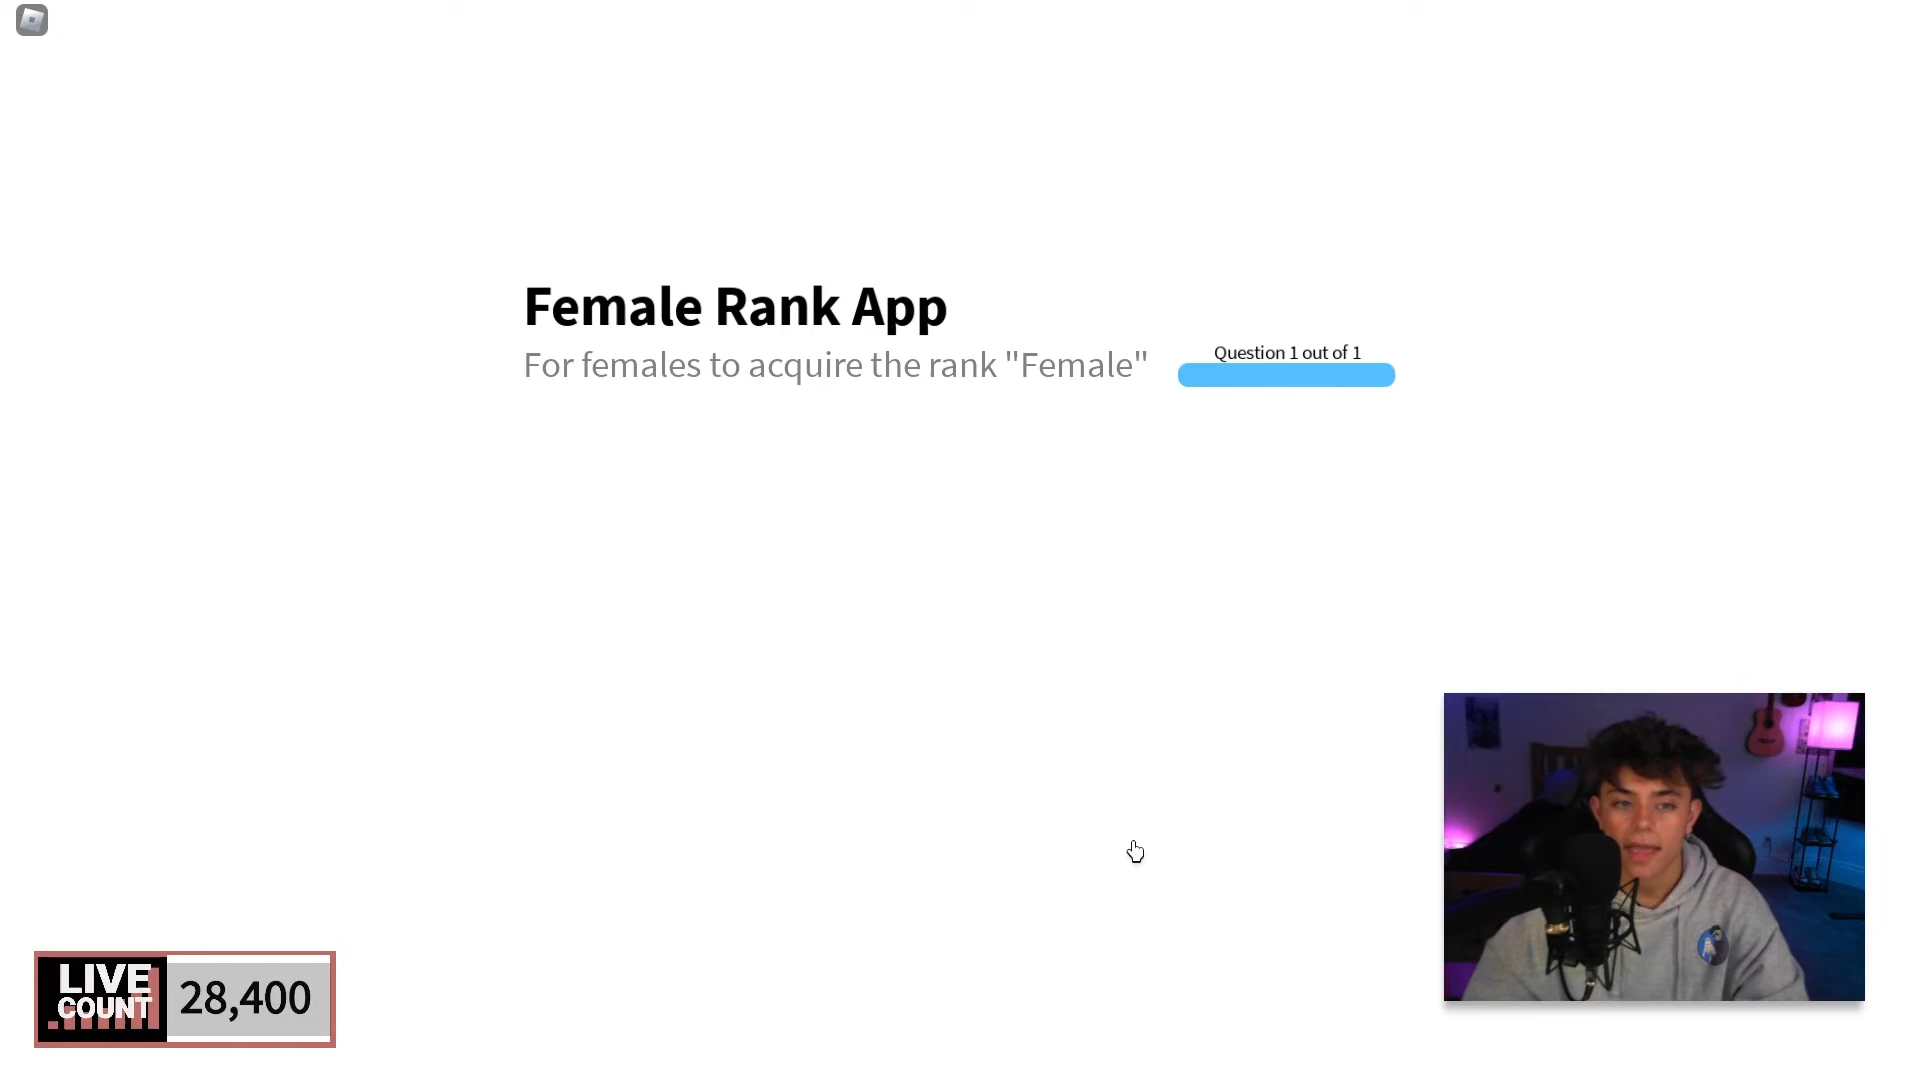 Female Rank App
For females to acquire the rank "Female"
Question 1 out of 1
LIVE
COUNT
28,400